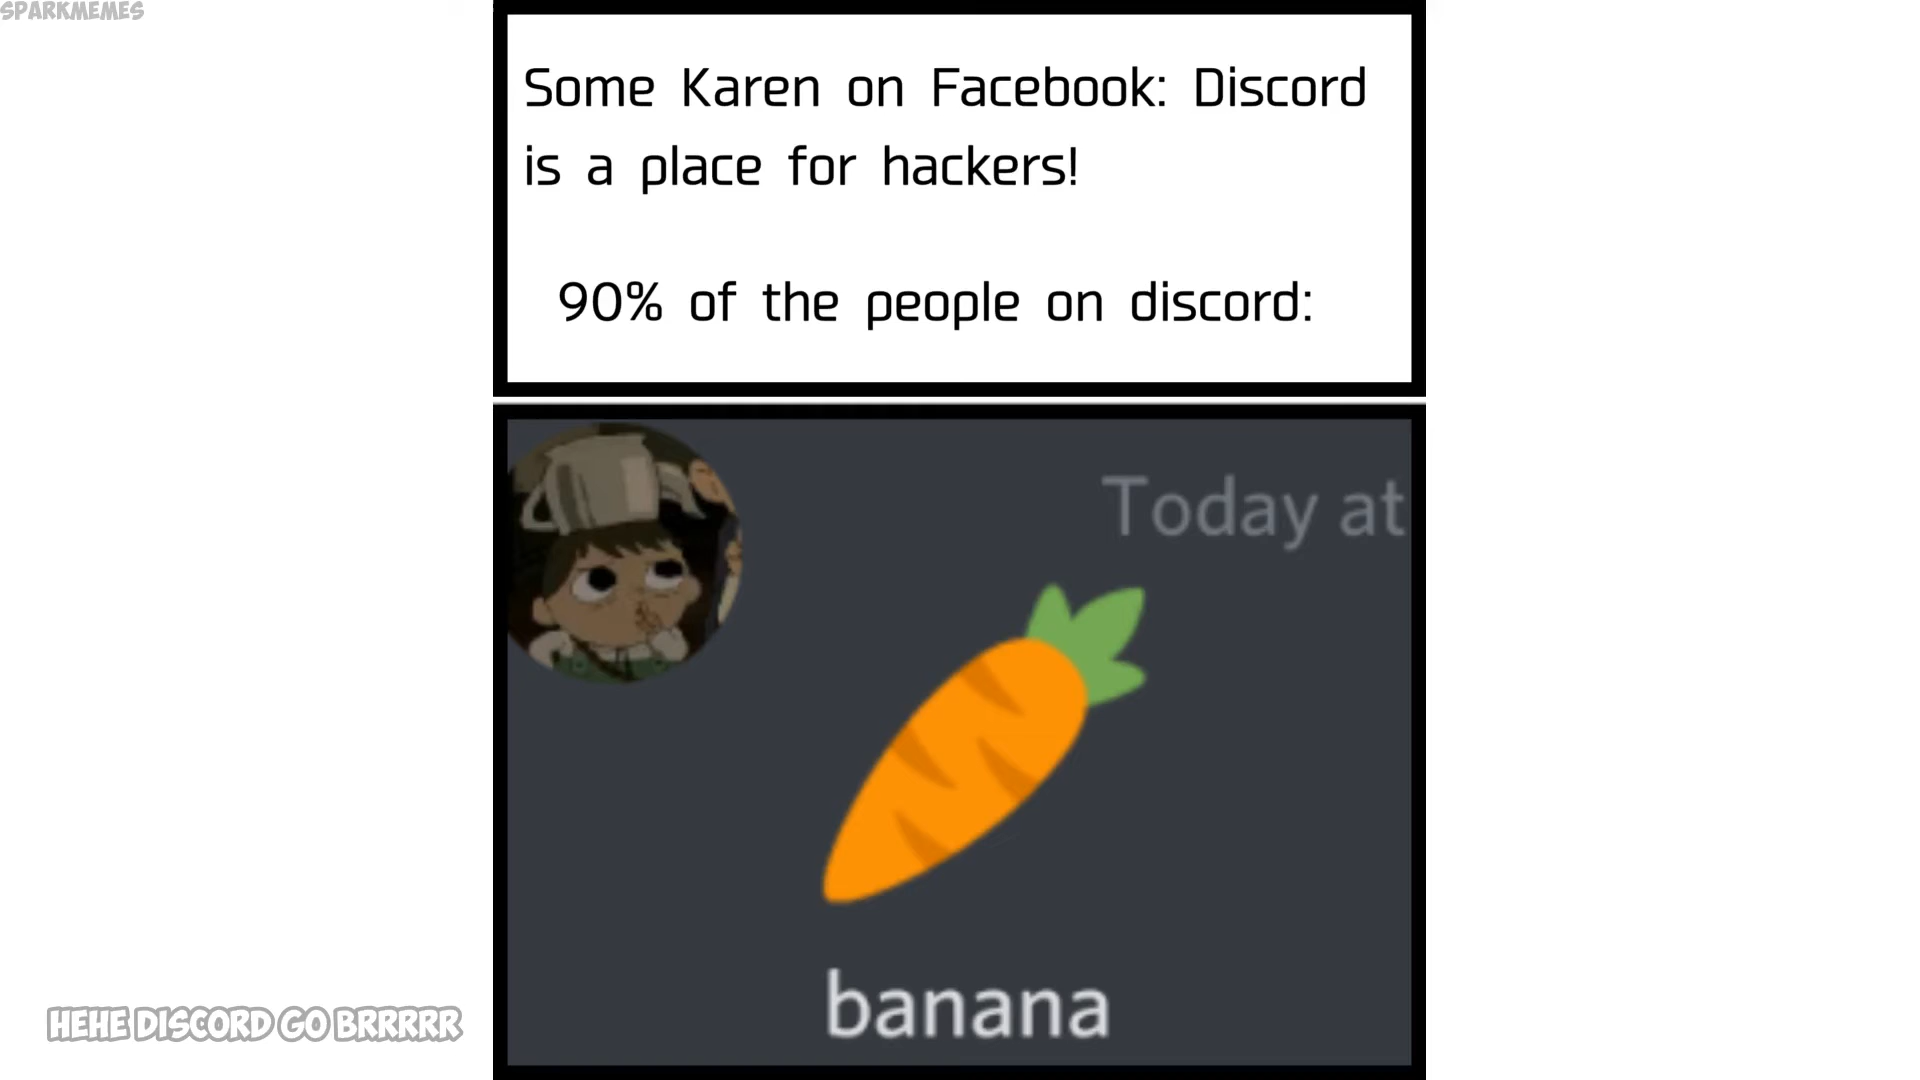 SPARKMEMES
Some Karen on Facebook: Discord
is a place for hackers!
90% of the people on discord:
Today at
banana
HEHE DISCORD GO BRRRRR